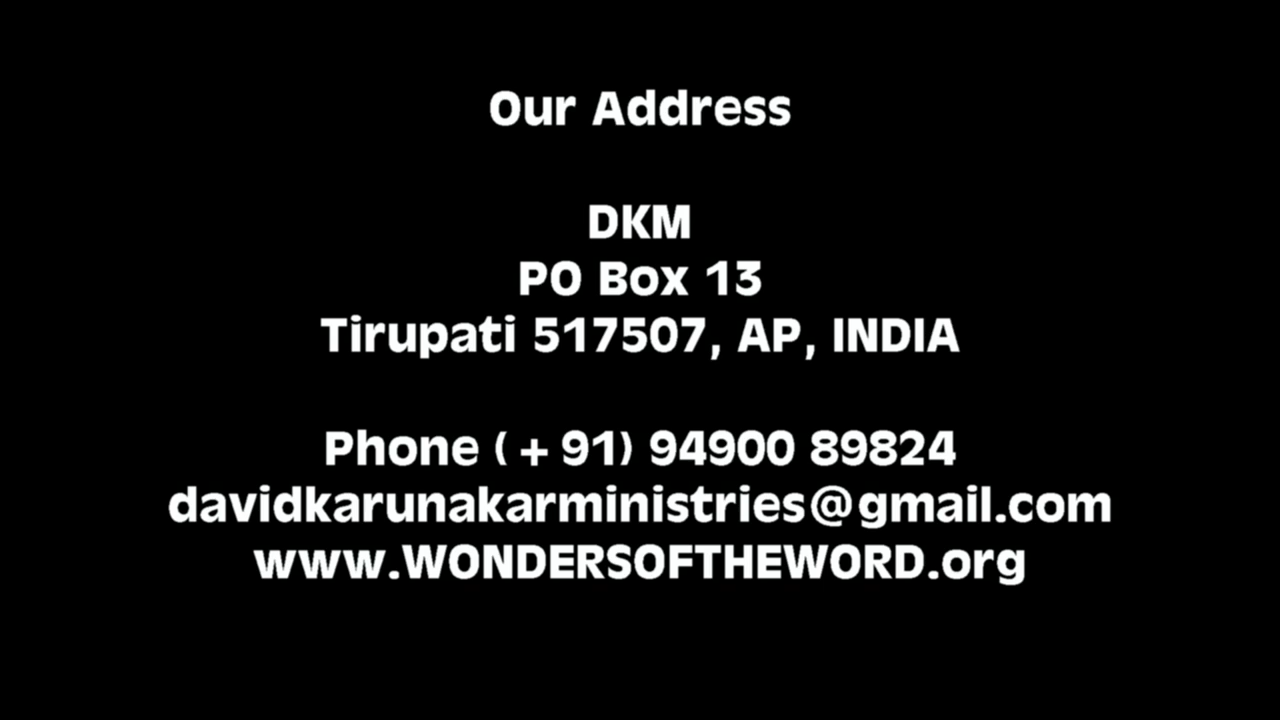 Our Address
DKM
PO Box 13
Tirupati 517507, AP, INDIA
Phone (+91) 94900 89824
davidkarunakarministries@gmail.com
www.WONDERSOFTHEWORD.org